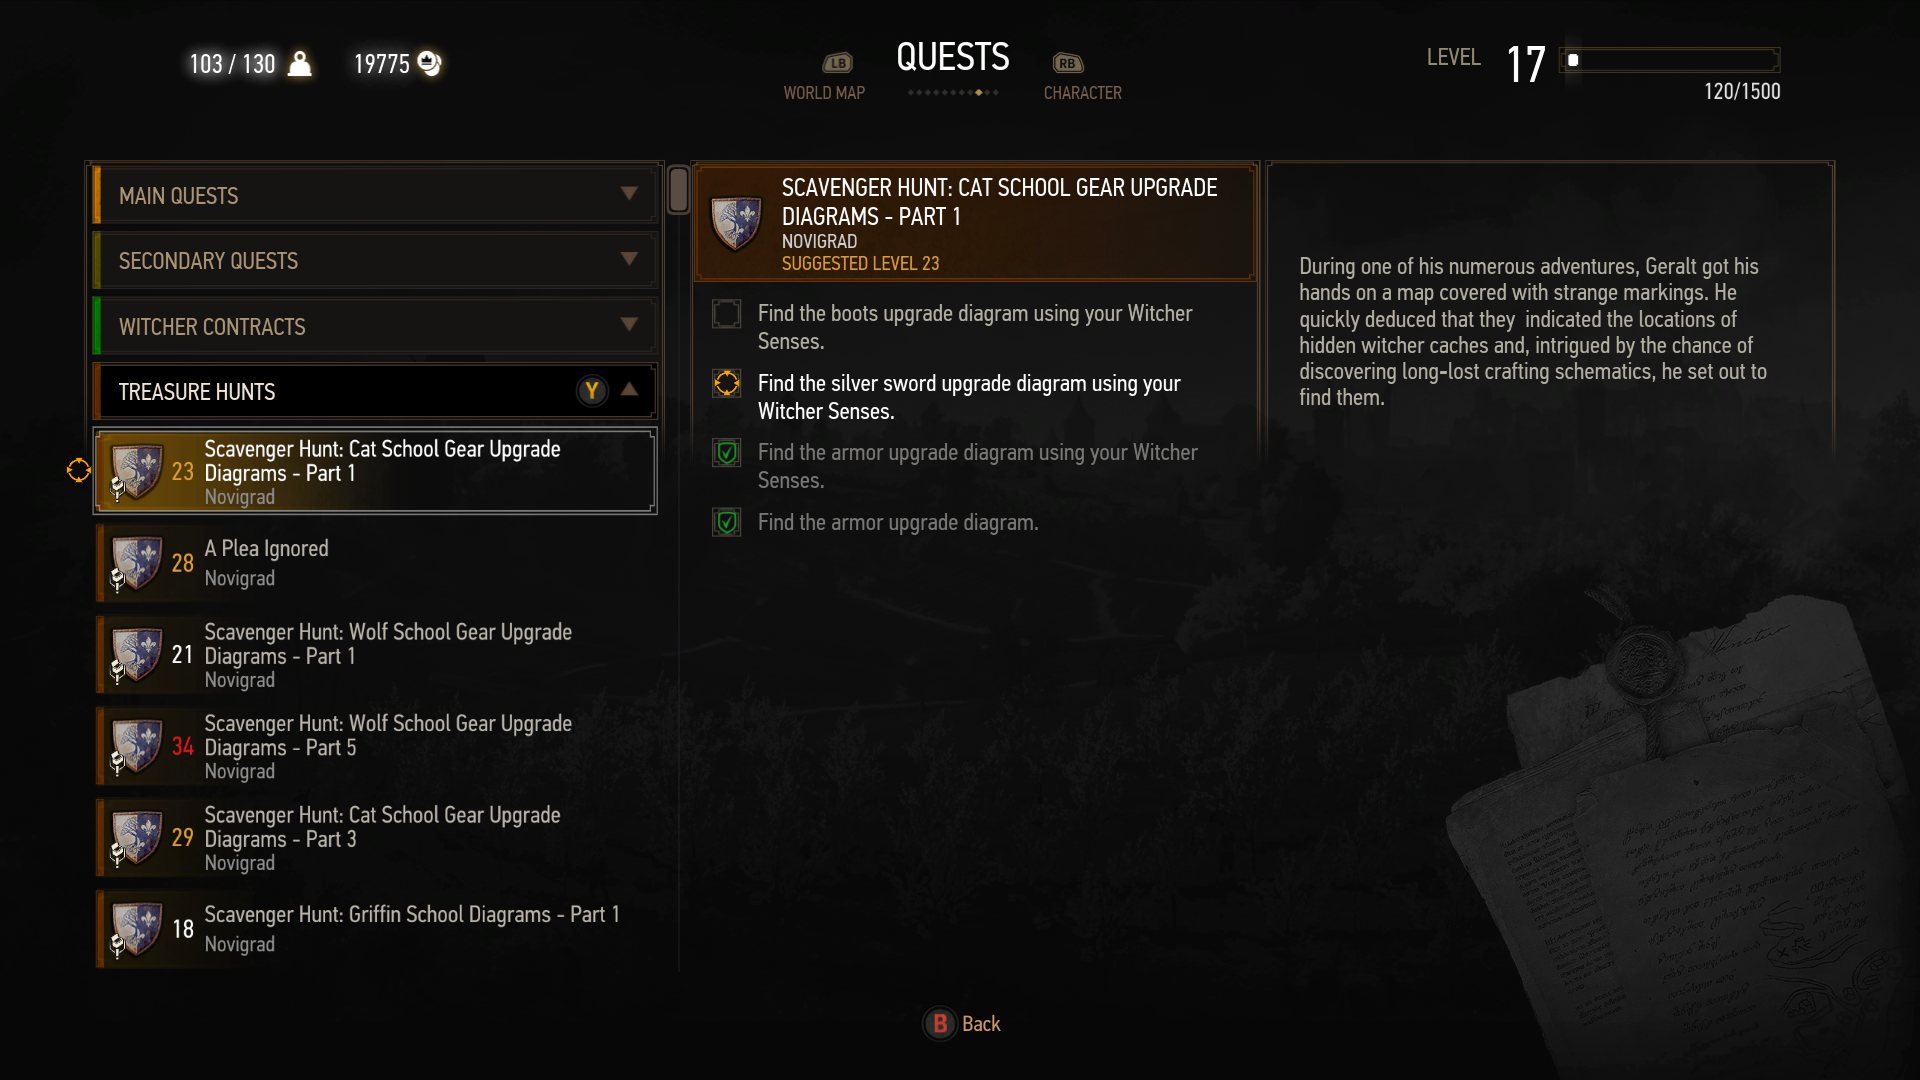 103 / 130
19775
LB
WORLD MAP
QUESTS
RB
CHARACTER
LEVEL 17
120/1500
MAIN QUESTS
SECONDARY QUESTS
WITCHER CONTRACTS
TREASURE HUNTS
Y
23
Scavenger Hunt: Cat School Gear Upgrade
Diagrams - Part 1
Novigrad
28
A Plea Ignored
Novigrad
21
Scavenger Hunt: Wolf School Gear Upgrade
Diagrams - Part 1
Novigrad
34
Scavenger Hunt: Wolf School Gear Upgrade
Diagrams - Part 5
Novigrad
29
Scavenger Hunt: Cat School Gear Upgrade
Diagrams - Part 3
Novigrad
18
Scavenger Hunt: Griffin School Diagrams - Part 1
Novigrad
SCAVENGER HUNT: CAT SCHOOL GEAR UPGRADE
DIAGRAMS - PART 1
NOVIGRAD
SUGGESTED LEVEL 23
Find the boots upgrade diagram using your Witcher
Senses.
Find the silver sword upgrade diagram using your
Witcher Senses.
Find the armor upgrade diagram using your Witcher
Senses.
Find the armor upgrade diagram.
During one of his numerous adventures, Geralt got his
hands on a map covered with strange markings. He
quickly deduced that they indicated the locations of
hidden witcher caches and, intrigued by the chance of
discovering long-lost crafting schematics, he set out to
find them.
B Back